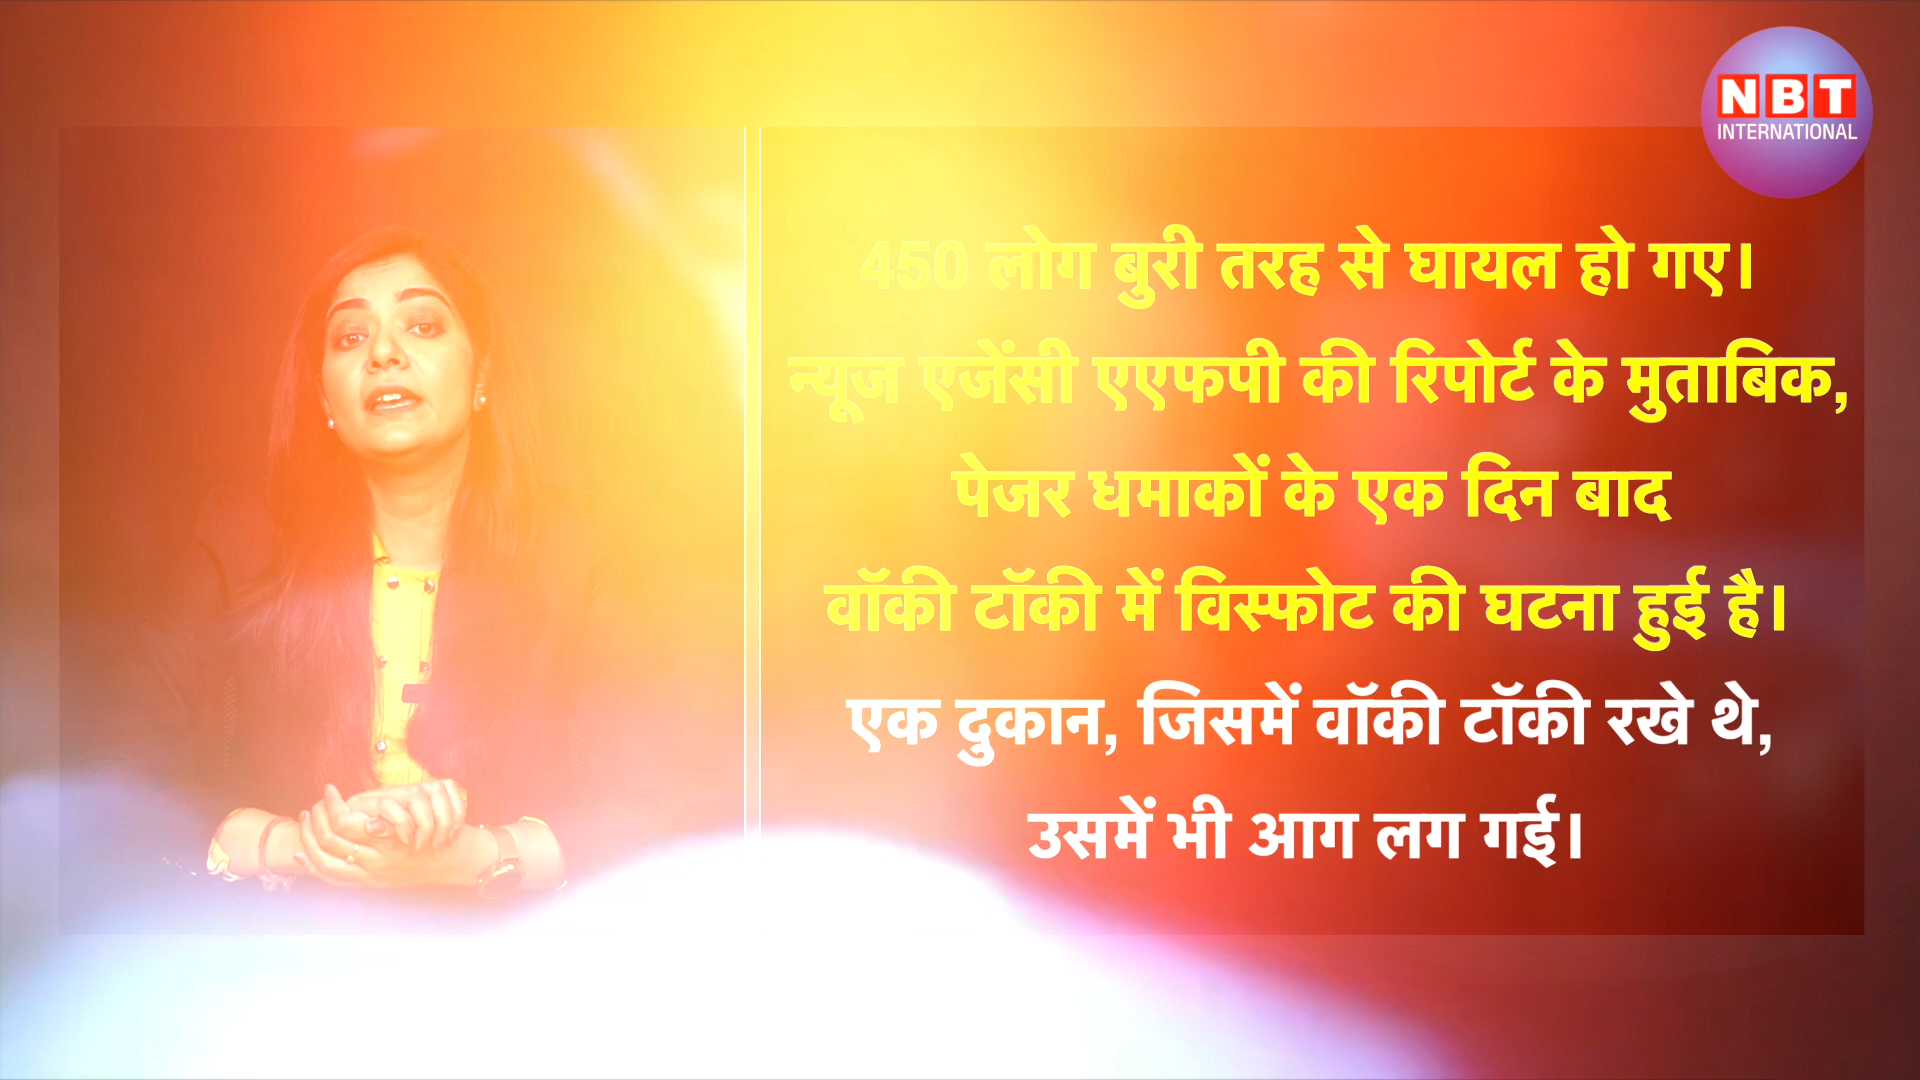 NBT
INTERNATIONAL
450 लोग बुरी तरह से घायल हो गए।
न्यूज एजेंसी एएफपी की रिपोर्ट के मुताबिक,
पेजर धमाकों के एक दिन बाद
वॉकी टॉकी में विस्फोट की घटना हुई है।
एक दुकान, जिसमें वॉकी टॉकी रखे थे,
उसमें भी आग लग गई।